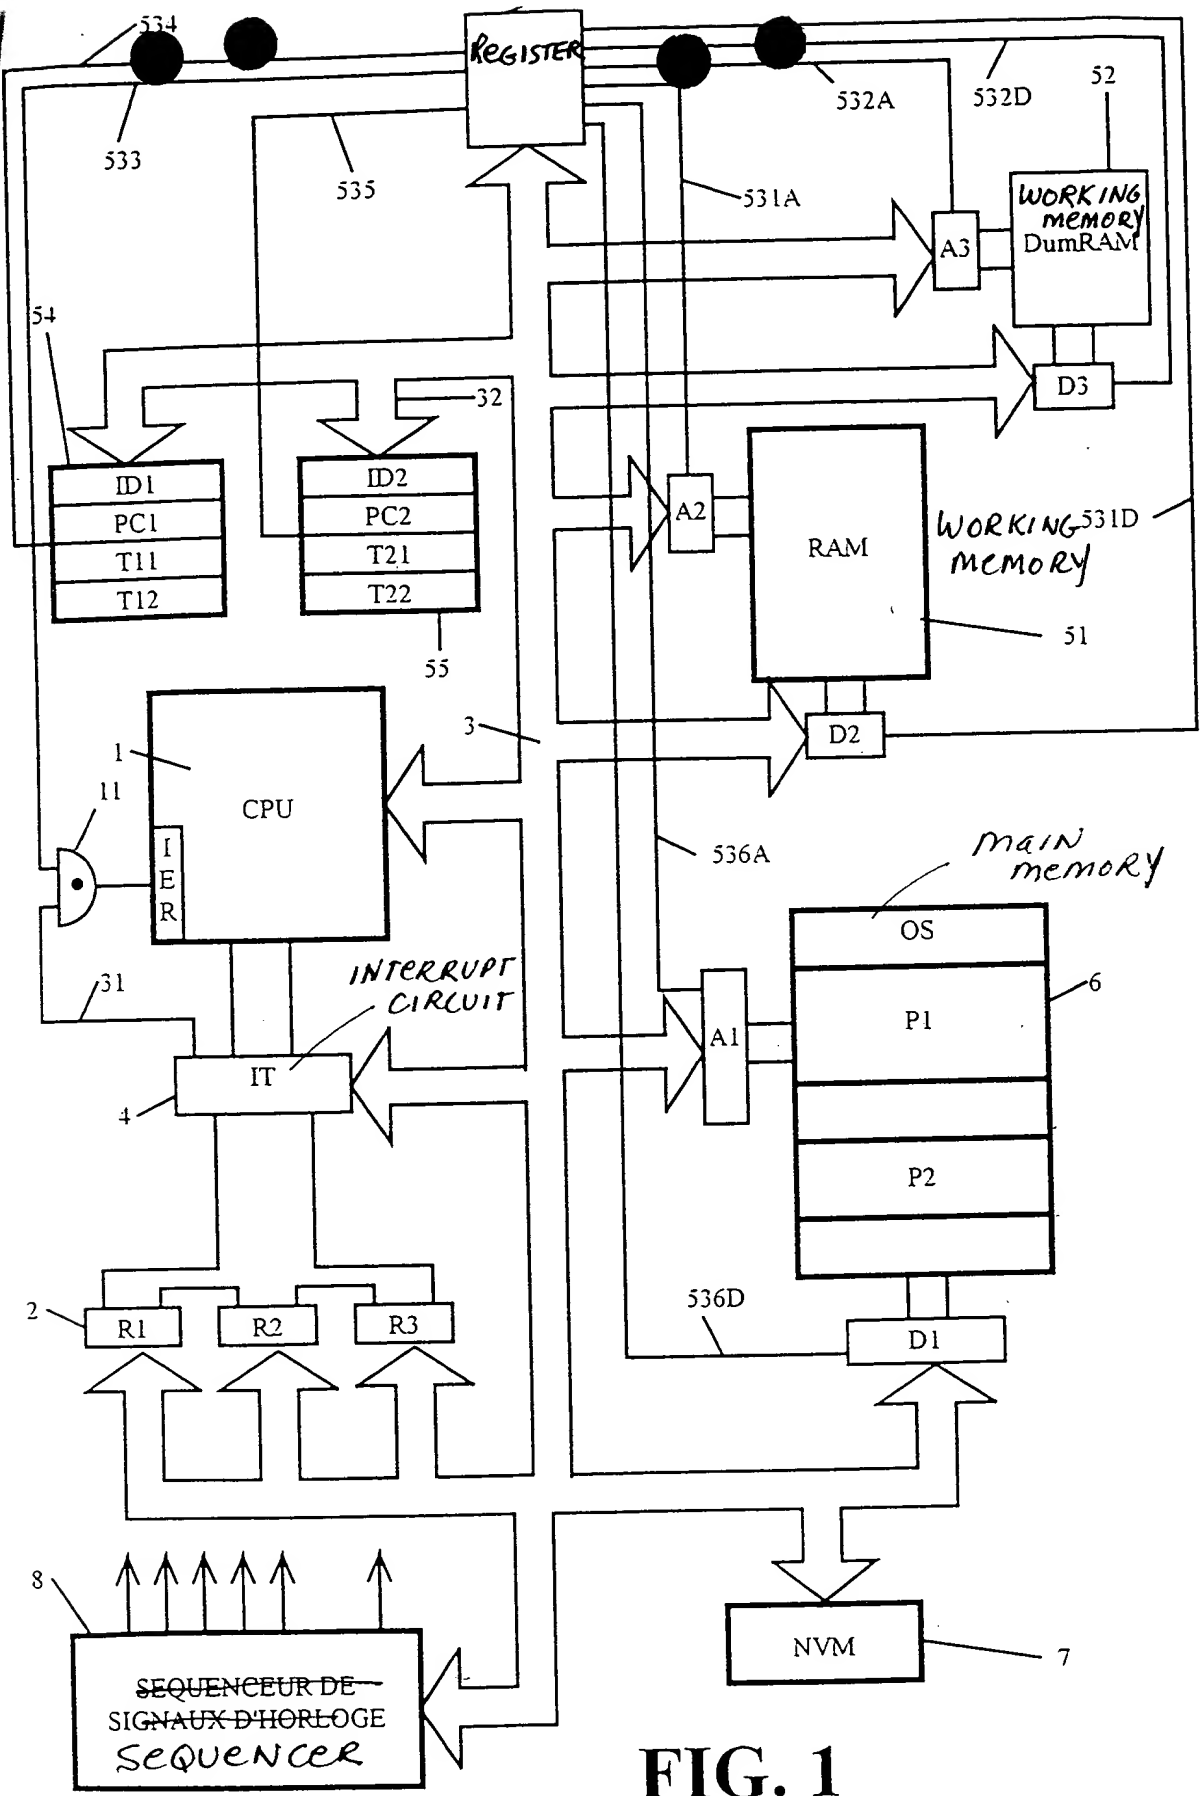 534
REGISTER
533
535
532A
532D
52
531A
WORKING
MEMORY
DumRAM
A3
54
D3
32
ID1
PC1
T11
T12
ID2
PC2
T21
T22
55
A2
RAM
WORKING
MEMORY
531D
51
D2
3
1
11
CPU
I
E
R
536A
MAIN
MEMORY
OS
6
P1
A1
P2
31
INTERRUPT
CIRCUIT
IT
4
536D
D1
2
R1
R2
R3
8
SEQUENCEUR DE
SIGNAUX D'HORLOGE
SEQUENCER
NVM
7
FIG. 1